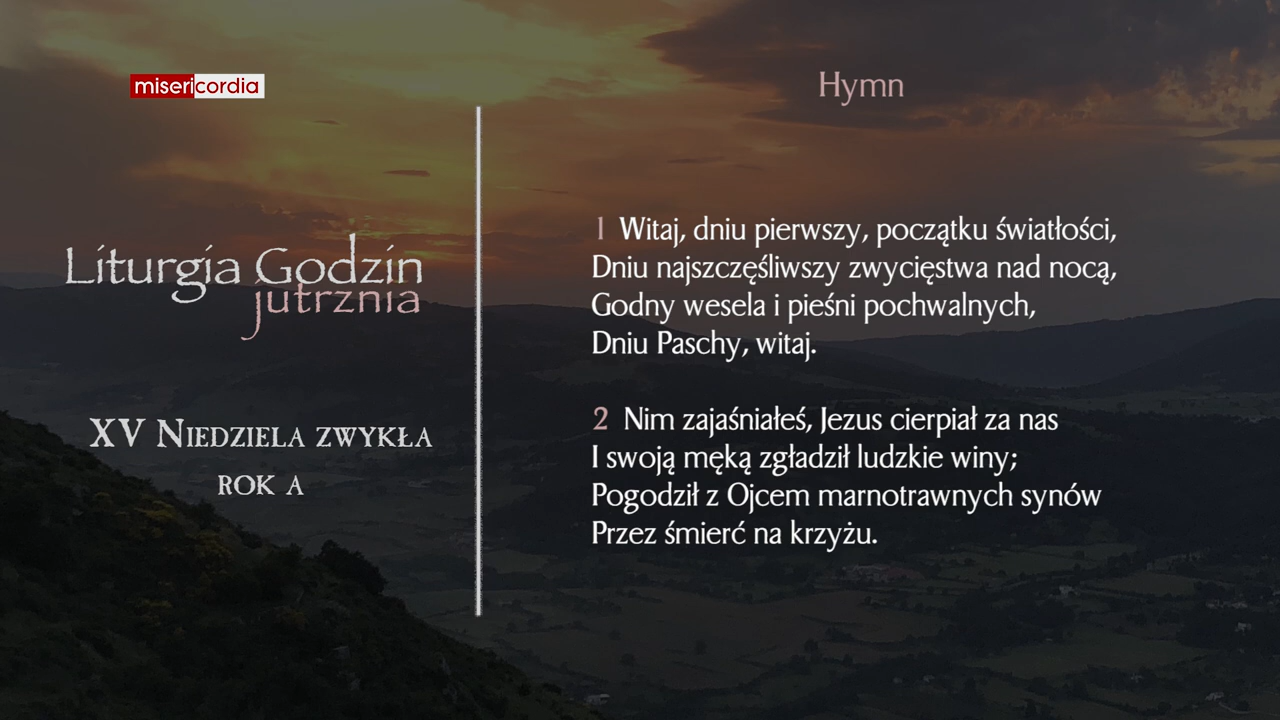 misericordia
Liturgia Godzin
jutrznia
XV Niedziela zwykła
rok A
Hymn
1 Witaj, dniu pierwszy, początku światłości,
Dniu najszczęśliwszy zwycięstwa nad nocą,
Godny wesela i pieśni pochwalnych,
Dniu Paschy, witaj.
2 Nim zajaśniałeś, Jezus cierpiał za nas
I swoją męką zgładził ludzkie winy;
Pogodził z Ojcem marnotrawnych synów
Przez śmierć na krzyżu.